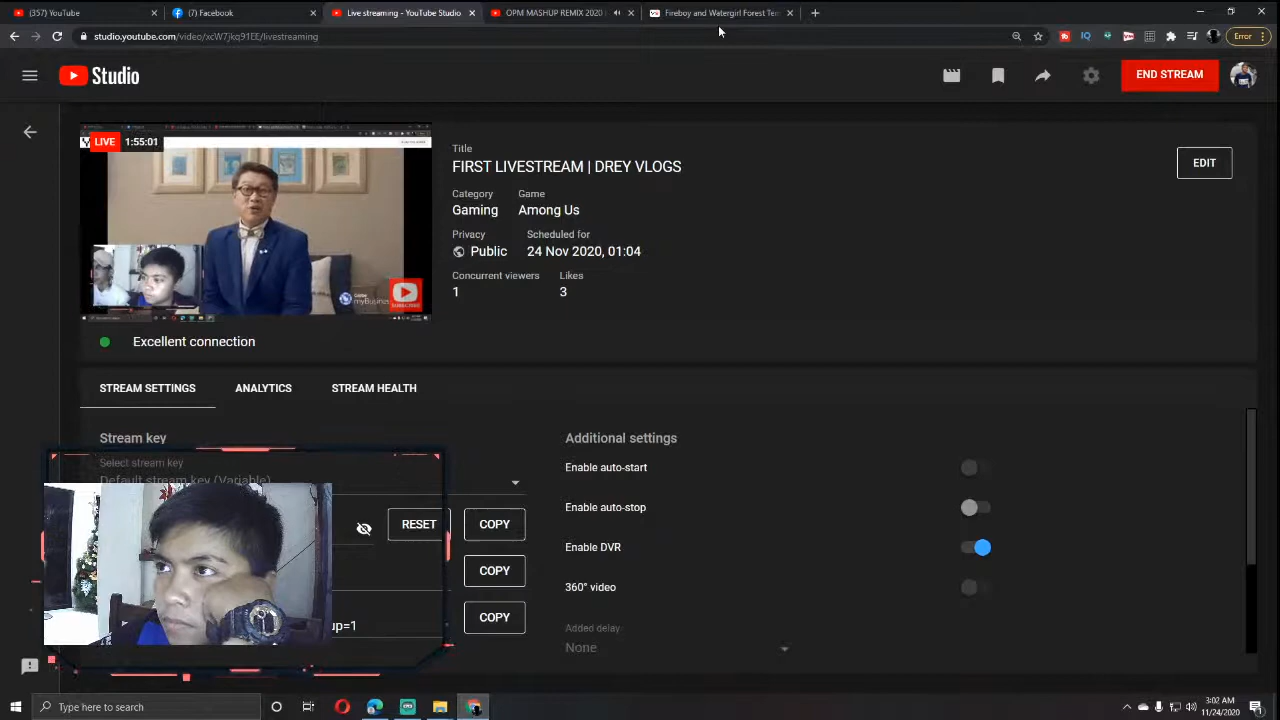 (357) YouTube
(7) Facebook
Live streaming - YouTube Studio
OPM MASHUP REMIX 2020
Fireboy and Watergirl Forest Tem
studio.youtube.com/video/xcW7jkq91EE/livestreaming
Error
Studio
END STREAM
LIVE 1:55:01
Title
FIRST LIVESTREAM | DREY VLOGS
EDIT
Category Game
Gaming Among Us
Privacy Scheduled for
Public 24 Nov 2020, 01:04
Concurrent viewers Likes
1 3
Excellent connection
STREAM SETTINGS ANALYTICS STREAM HEALTH
Stream key
Select stream key
Default stream key (Variable)
RESET COPY
COPY
up=1 COPY
Additional settings
Enable auto-start
Enable auto-stop
Enable DVR
360° video
Added delay
None
Type here to search
3:02 AM
11/24/2020